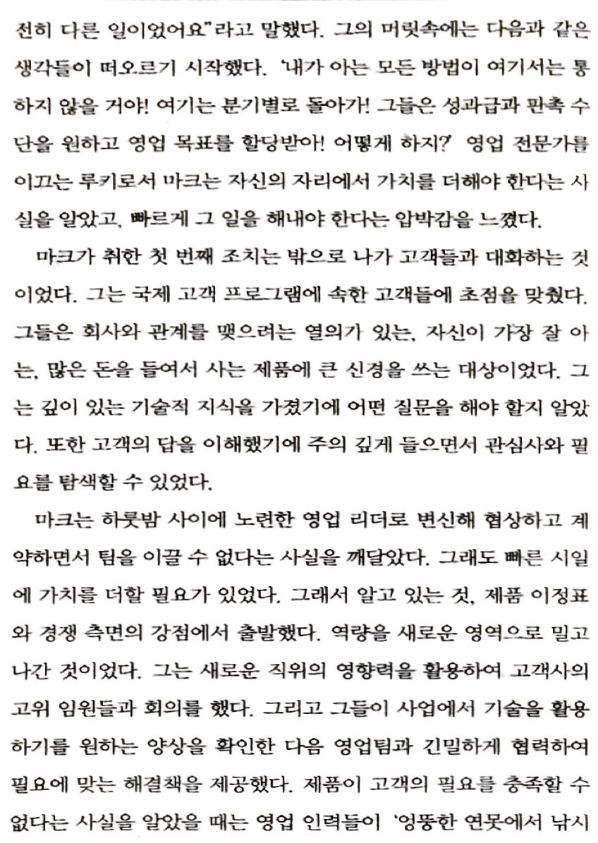 전히 다른 일이었어요”라고 말했다. 그의 머릿속에는 다음과 같은
생각들이 떠오르기 시작했다. ‘내가 아는 모든 방법이 여기서는 통
하지 않을 거야! 여기는 분기별로 돌아가! 그들은 성과급과 판촉 수
단을 원하고 영업 목표를 할당받아! 어떻게 하지?’ 영업 전문가를
이끄는 루키로서 마크는 자신의 자리에서 가치를 더해야 한다는 사
실을 알았고, 빠르게 그 일을 해내야 한다는 압박감을 느꼈다.
마크가 취한 첫 번째 조치는 밖으로 나가 고객들과 대화하는 것
이었다. 그는 국제 고객 프로그램에 속한 고객들에 초점을 맞췄다.
그들은 회사와 관계를 맺으려는 열의가 있는, 자신이 가장 잘 아
는, 많은 돈을 들여서 사는 제품에 큰 신경을 쓰는 대상이었다. 그
는 깊이 있는 기술적 지식을 가졌기에 어떤 질문을 해야 할지 알았
다. 또한 고객의 답을 이해했기에 주의 깊게 들으면서 관심사와 필
요를 탐색할 수 있었다.
마크는 하룻밤 사이에 노련한 영업 리더로 변신해 협상하고 계
약하면서 팀을 이끌 수 없다는 사실을 깨달았다. 그래도 빠른 시일
에 가치를 더할 필요가 있었다. 그래서 알고 있는 것, 제품 이정표
와 경쟁 측면의 강점에서 출발했다. 역량을 새로운 영역으로 밀고
나간 것이었다. 그는 새로운 직위의 영향력을 활용하여 고객사의
고위 임원들과 회의를 했다. 그리고 그들이 사업에서 기술을 활용
하기를 원하는 양상을 확인한 다음 영업팀과 긴밀하게 협력하여
필요에 맞는 해결책을 제공했다. 제품이 고객의 필요를 충족할 수
없다는 사실을 알았을 때는 영업 인력들이 ‘엉뚱한 연못에서 낚시